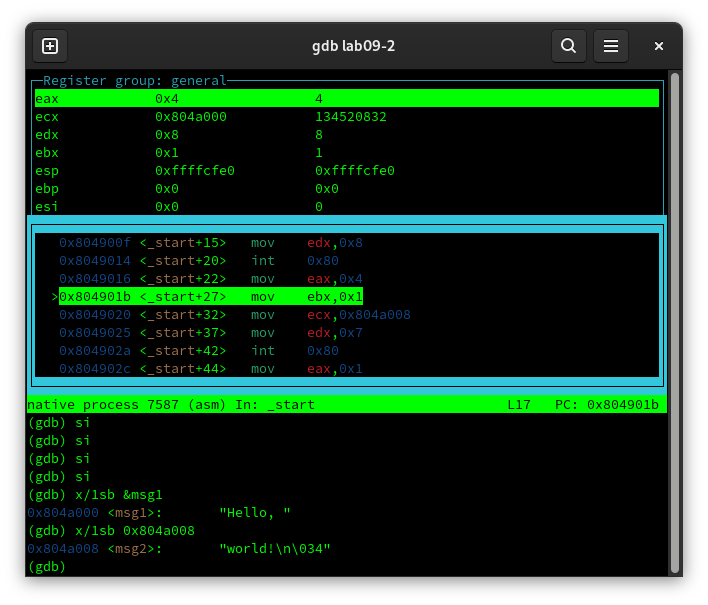 gdb lab09-2
Register group: general
eax 0x4 4
ecx 0x804a000 134520832
edx 0x8 8
ebx 0x1 1
esp 0xffffcfe0 0xffffcfe0
ebp 0x0 0x0
esi 0x0 0
0x804900f <_start+15> mov edx,0x8
0x8049014 <_start+20> int 0x80
0x8049016 <_start+22> mov eax,0x4
>0x804901b <_start+27> mov ebx,0x1
0x8049020 <_start+32> mov ecx,0x804a008
0x8049025 <_start+37> mov edx,0x7
0x804902a <_start+42> int 0x80
0x804902c <_start+44> mov eax,0x1
native process 7587 (asm) In: _start L17 PC: 0x804901b
(gdb) si
(gdb) si
(gdb) si
(gdb) si
(gdb) x/1sb &msg1
0x804a000 <msg1>: "Hello, "
(gdb) x/1sb 0x804a008
0x804a008 <msg2>: "world!\n\034"
(gdb)